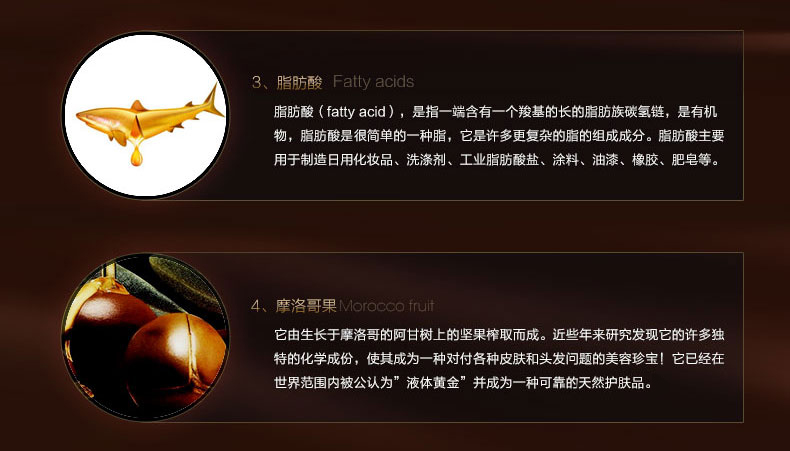 3、脂肪酸 Fatty acids
脂肪酸（fatty acid），是指一端含有一个羧基的长的脂肪族碳氢链，是有机
物，脂肪酸是很简单的一种脂，它是许多更复杂的脂的组成成分。脂肪酸主要
用于制造日用化妆品、洗涤剂、工业脂肪酸盐、涂料、油漆、橡胶、肥皂等。
4、摩洛哥果Morocco fruit
它由生长于摩洛哥的阿甘树上的坚果榨取而成。近些年来研究发现它的许多独
特的化学成份，使其成为一种对付各种皮肤和头发问题的美容珍宝！它已经在
世界范围内被公认为”液体黄金”并成为一种可靠的天然护肤品。